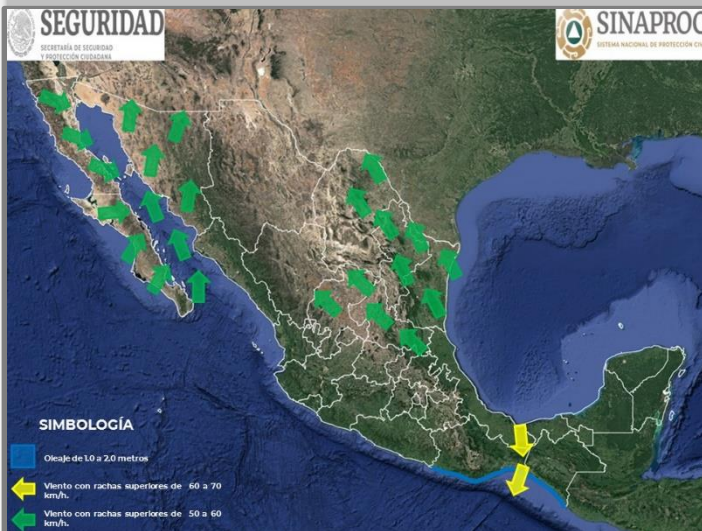 SEGURIDAD
SECRETARÍA DE SEGURIDAD
Y PROTECCIÓN CIUDADANA
SINAPROC
SISTEMA NACIONAL DE PROTECCIÓN CIV
SIMBOLOGÍA
Oleaje de 1.0 a 2.0 metros
Viento con rachas superiores de 60 a 70
km/h.
Viento con rachas superiores de 50 a 60
km/h.